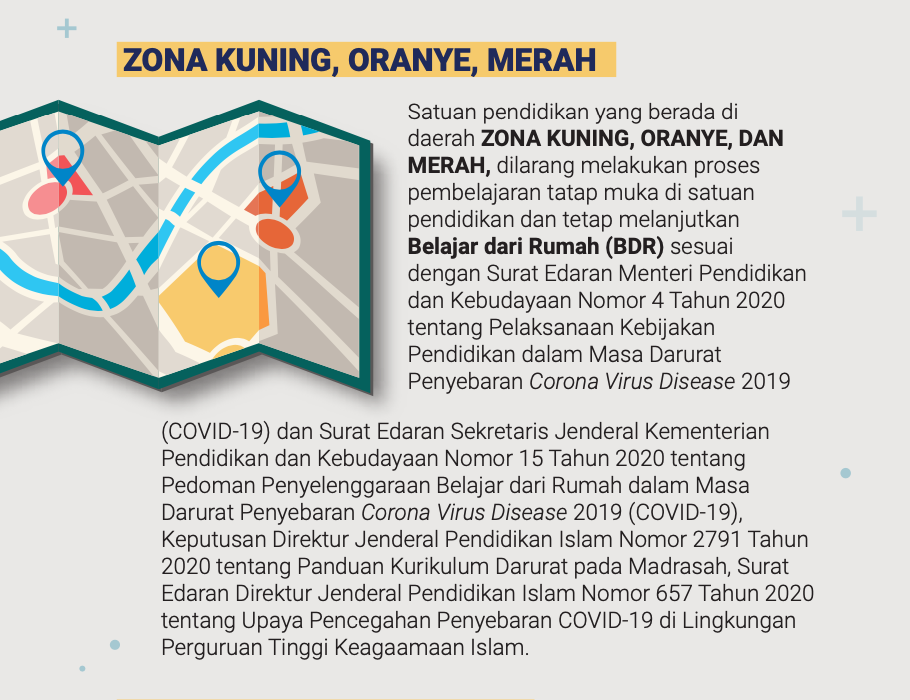 ZONA KUNING, ORANYE, MERAH
Satuan pendidikan yang berada di
daerah ZONA KUNING, ORANYE, DAN
MERAH, dilarang melakukan proses
pembelajaran tatap muka di satuan
pendidikan dan tetap melanjutkan
Belajar dari Rumah (BDR) sesuai
dengan Surat Edaran Menteri Pendidikan
dan Kebudayaan Nomor 4 Tahun 2020
tentang Pelaksanaan Kebijakan
Pendidikan dalam Masa Darurat
Penyebaran Corona Virus Disease 2019
(COVID-19) dan Surat Edaran Sekretaris Jenderal Kementerian
Pendidikan dan Kebudayaan Nomor 15 Tahun 2020 tentang
Pedoman Penyelenggaraan Belajar dari Rumah dalam Masa
Darurat Penyebaran Corona Virus Disease 2019 (COVID-19),
Keputusan Direktur Jenderal Pendidikan Islam Nomor 2791 Tahun
2020 tentang Panduan Kurikulum Darurat pada Madrasah, Surat
Edaran Direktur Jenderal Pendidikan Islam Nomor 657 Tahun 2020
tentang Upaya Pencegahan Penyebaran COVID-19 di Lingkungan
Perguruan Tinggi Keagaamaan Islam.